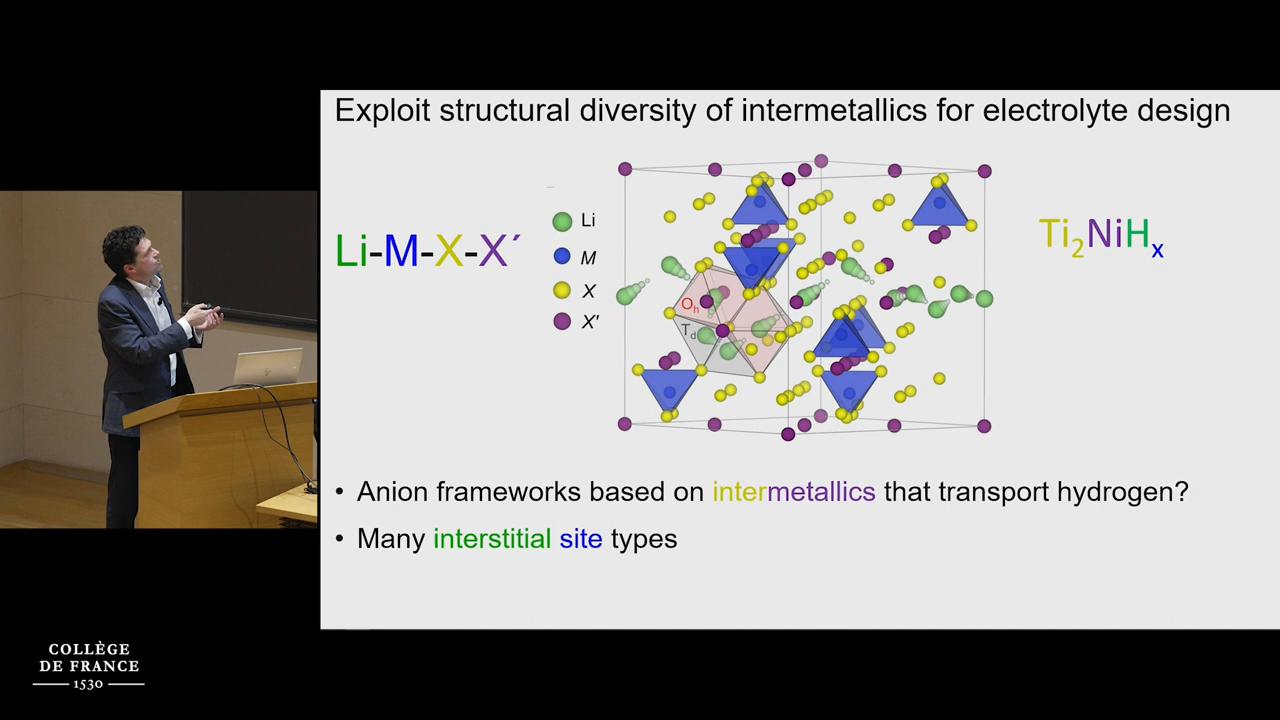 Exploit structural diversity of intermetallics for electrolyte design
Li-M-X-X´
Li
M
X
X'
Oh
Td
Ti2NiHx
• Anion frameworks based on intermetallics that transport hydrogen?
• Many interstitial site types
COLLÈGE
DE FRANCE
1530